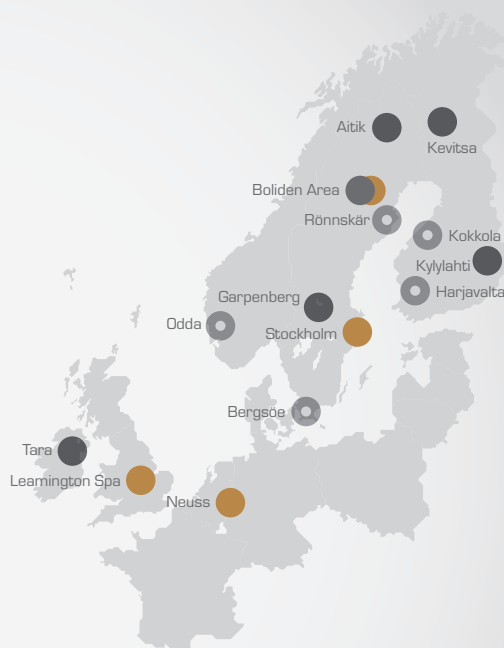 Aitik
Kevitsa
Boliden Area
Rönnskär
Kokkola
Kylylahti
Harjavalta
Garpenberg
Odda
Stockholm
Bergsöe
Tara
Leamington Spa
Neuss